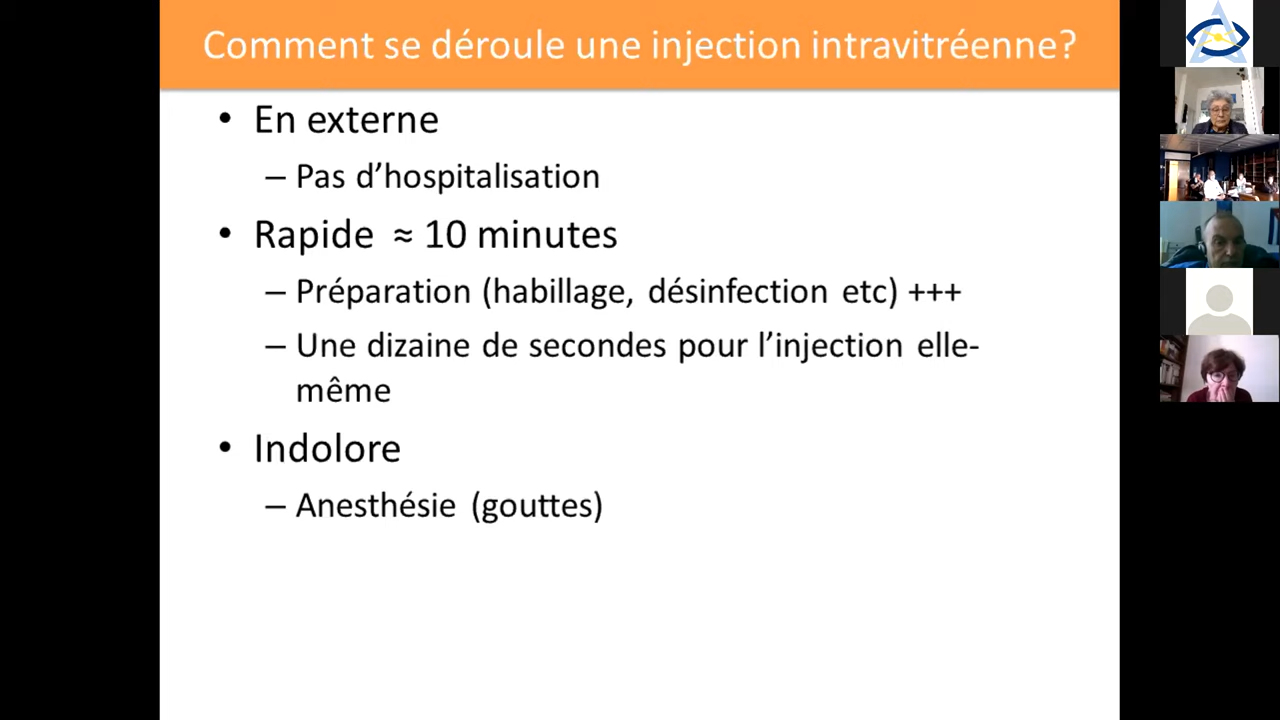 Comment se déroule une injection intravitréenne?
• En externe
– Pas d’hospitalisation
• Rapide ≈ 10 minutes
– Préparation (habillage, désinfection etc) +++
– Une dizaine de secondes pour l’injection elle-
même
• Indolore
– Anesthésie (gouttes)